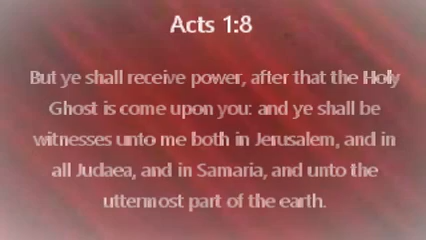 Acts 1:8
But ye shall receive power, after that the Holy
Ghost is come upon you: and ye shall be
witnesses unto me both in Jerusalem, and in
all Judaea, and in Samaria, and unto the
uttermost part of the earth.